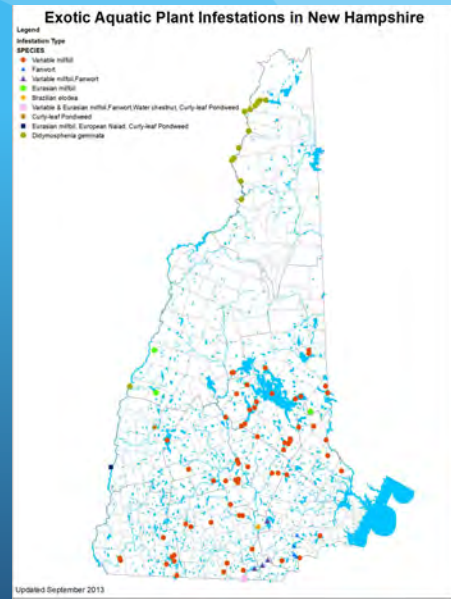 Exotic Aquatic Plant Infestations in New Hampshire
Legend
Infestation Type
SPECIES
Variable milfoil
Fanwort
Variable milfoil,Fanwort
Eurasian milfoil
Brazilian elodea
Variable & Eurasian milfoil,Fanwort,Water chestnut, Curly-leaf Pondweed
Curly-leaf Pondweed
Eurasian milfoil, European Naiad, Curly-leaf Pondweed
Didymosphenia geminata
Updated September 2013